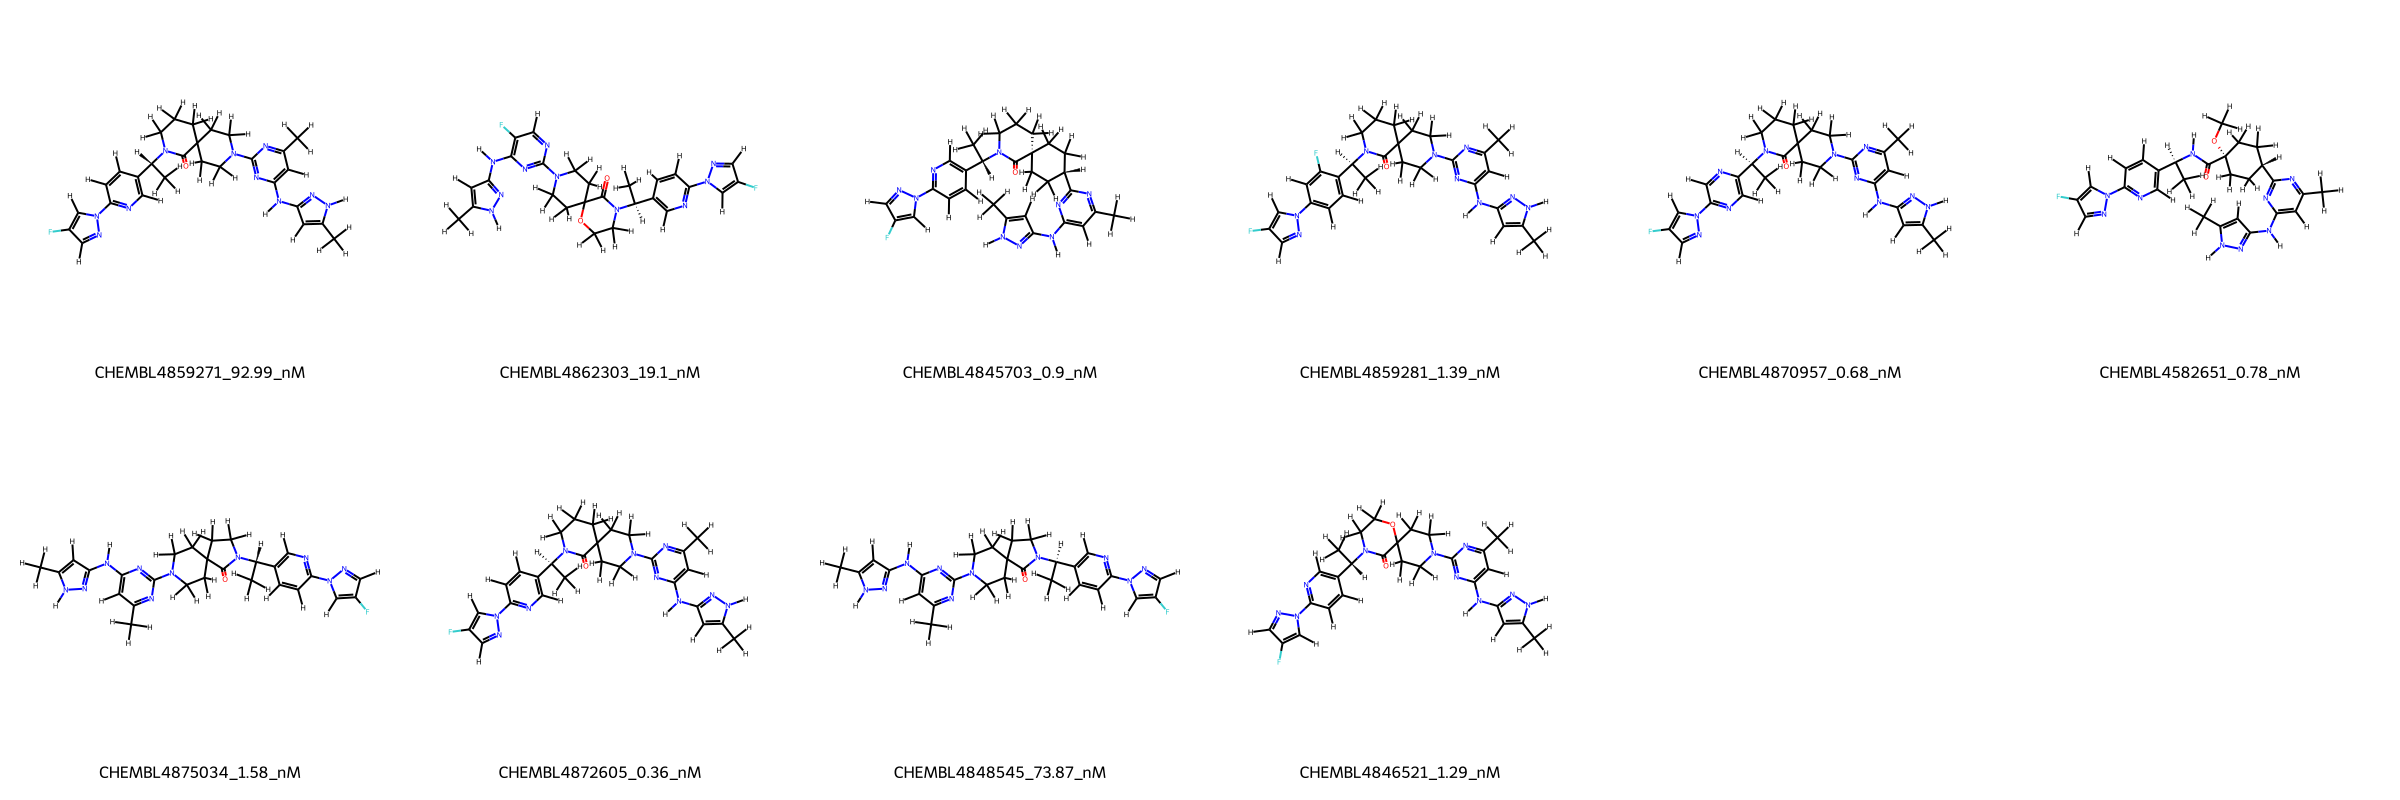 CHEMBL4859271_92.99_nM
CHEMBL4862303_19.1_nM
CHEMBL4845703_0.9_nM
CHEMBL4859281_1.39_nM
CHEMBL4870957_0.68_nM
CHEMBL4582651_0.78_nM
CHEMBL4875034_1.58_nM
CHEMBL4872605_0.36_nM
CHEMBL4848545_73.87_nM
CHEMBL4846521_1.29_nM